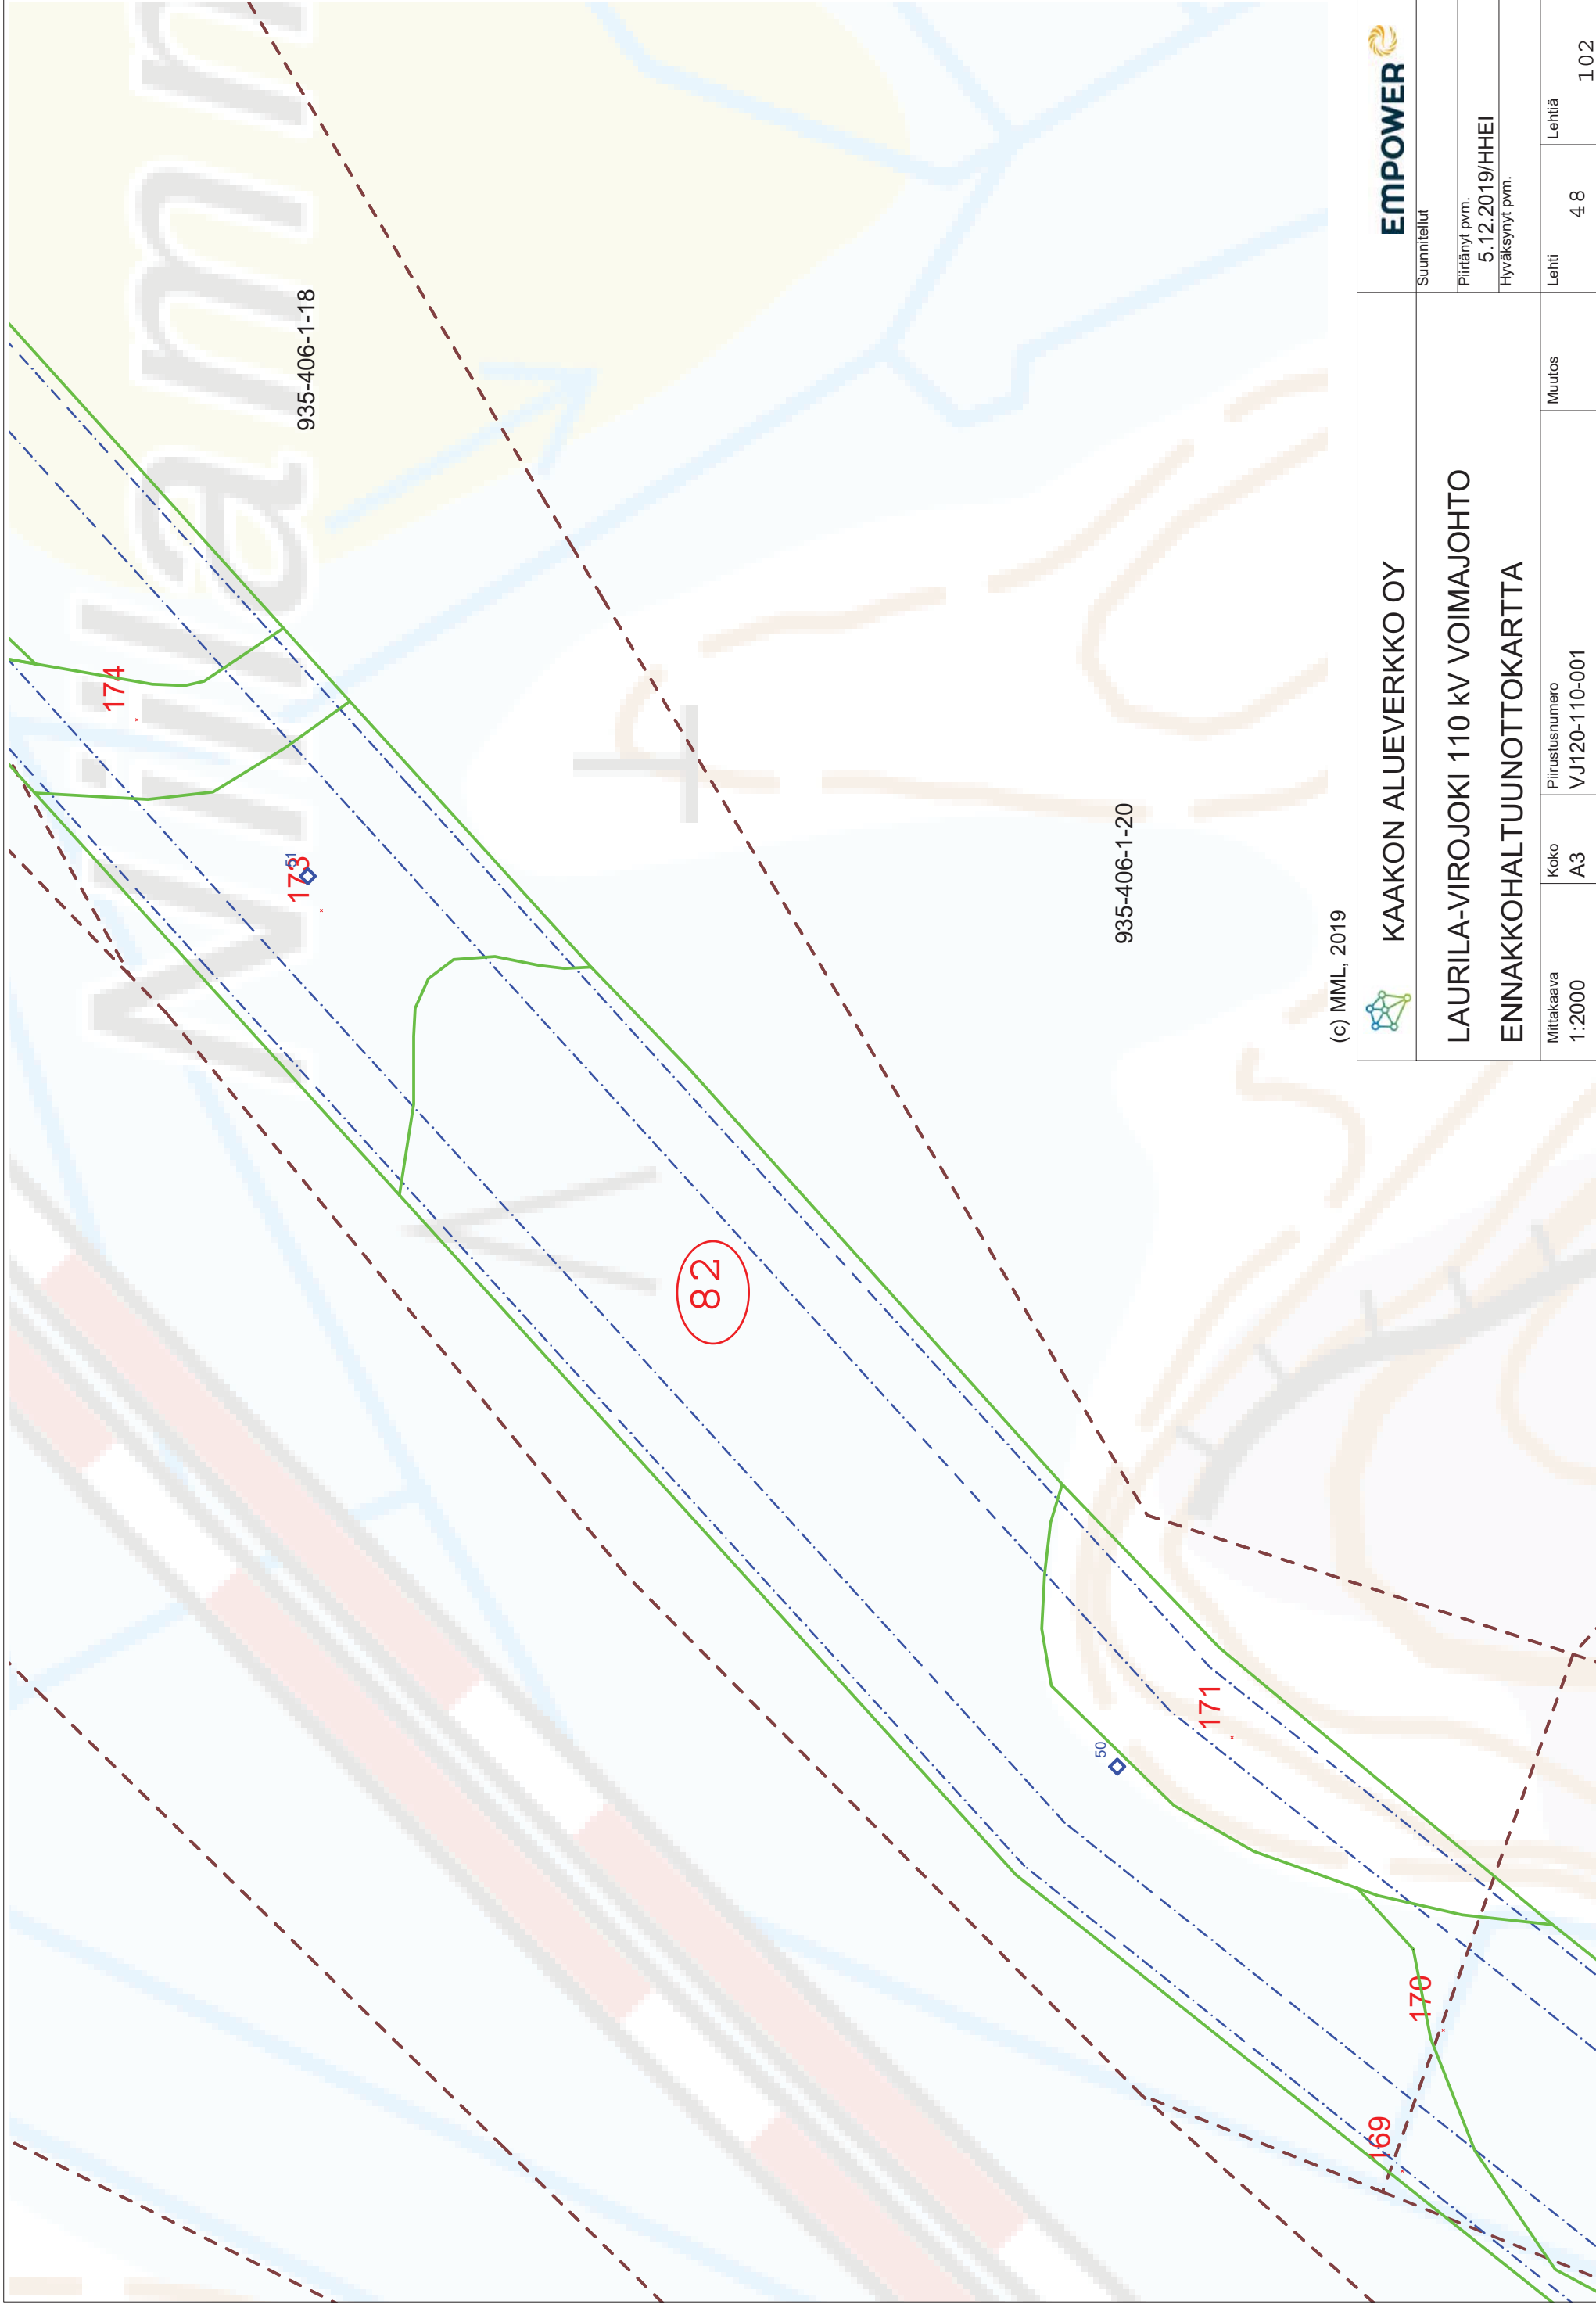 Millam n
935-406-1-18
174
173
51
82
935-406-1-20
50
171
170
169
(c) MML, 2019
KAAKON ALUEVERKKO OY
EMPOWER
LAURILA-VIROJOKI 110 kV VOIMAJOHTO
ENNAKKOHALTUUNOTTOKARTTA
Suunnitellut
Piirtänyt pvm.
5.12.2019/HHEI
Hyväksynyt pvm.
Mittakaava
1:2000
Koko
A3
Piirustusnumero
VJ120-110-001
Muutos
Lehti
48
Lehtiä
102